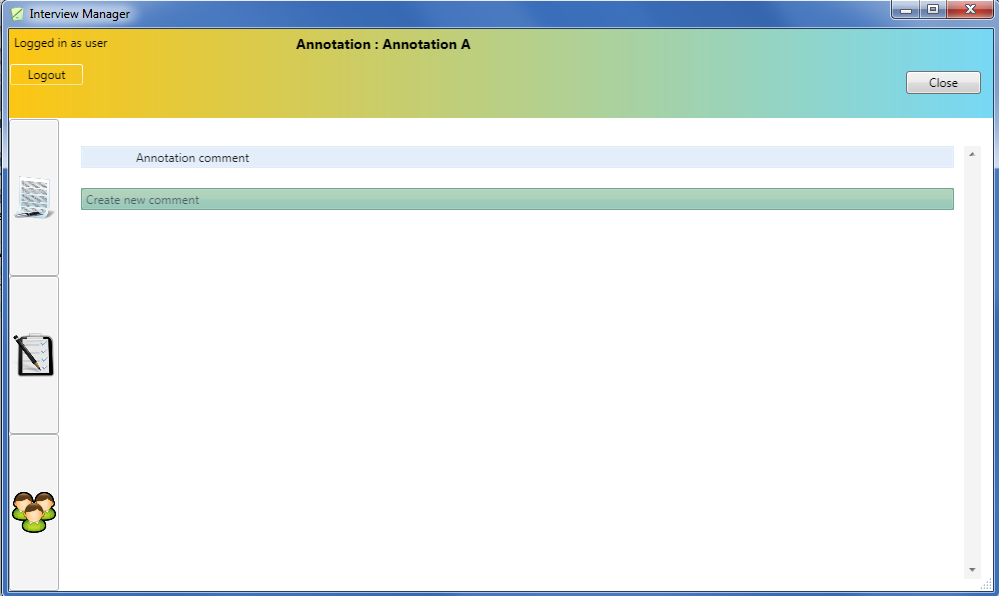 Interview Manager
Logged in as user
Annotation : Annotation A
Logout
Close
Annotation comment
Create new comment